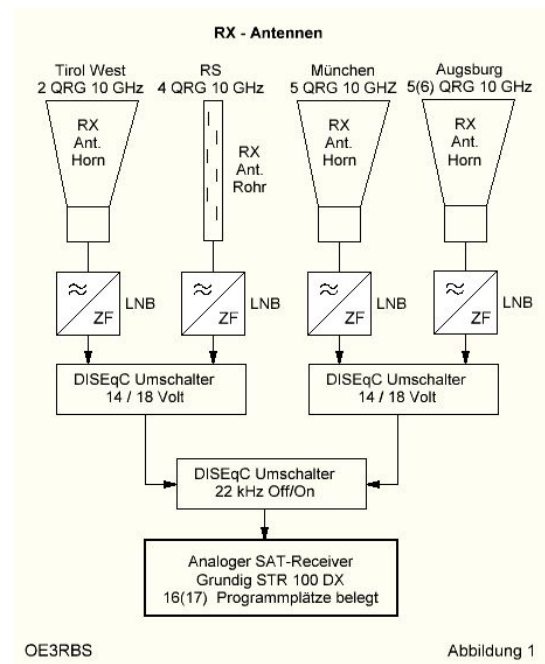 RX - Antennen
Tirol West
2 QRG 10 GHz
RS
4 QRG 10 GHz
München
5 QRG 10 GHZ
Augsburg
5(6) QRG 10 GHz
RX
Ant.
Horn
RX
Ant.
Rohr
RX
Ant.
Horn
RX
Ant.
Horn
≈
ZF
LNB
≈
ZF
LNB
≈
ZF
LNB
≈
ZF
LNB
DISEqC Umschalter
14 / 18 Volt
DISEqC Umschalter
14 / 18 Volt
DISEqC Umschalter
22 kHz Off/On
Analoger SAT-Receiver
Grundig STR 100 DX
16(17) Programmplätze belegt
OE3RBS
Abbildung 1